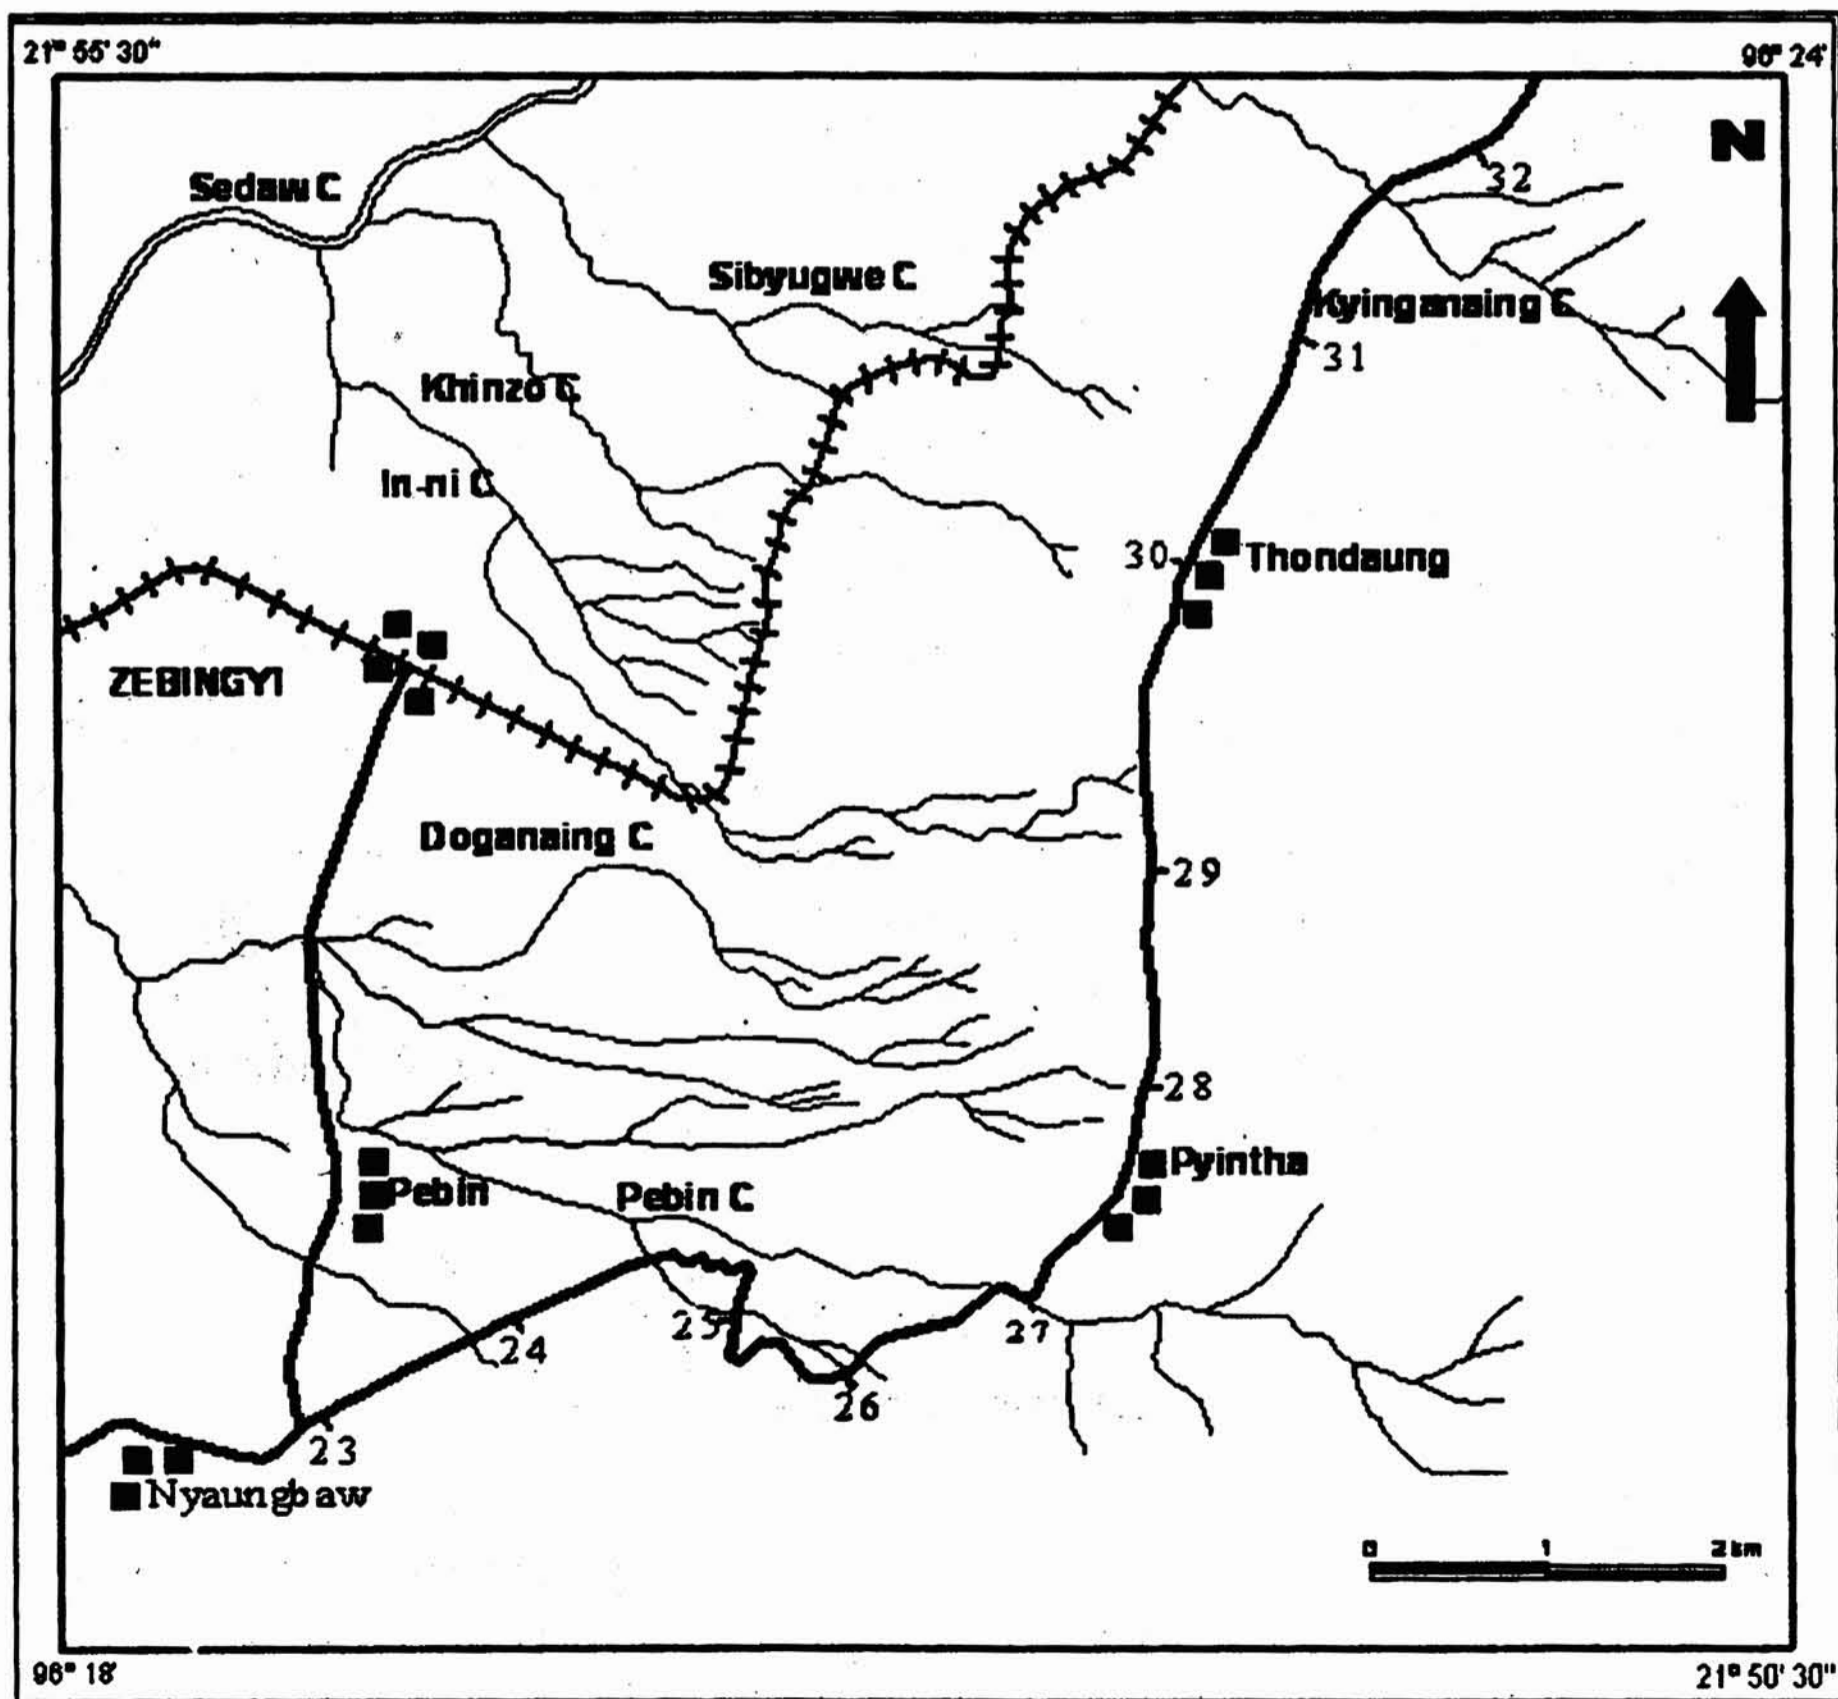 21° 55' 30"
96° 24'
N
Sedaw C
32
Sibyugwe C
Kyinganaing C
31
Khinzo C
In-ni C
30
Thondaung
ZEBINGYI
Doganaing C
29
28
Pyintha
Pebin
Pebin C
25
27
24
26
23
Nyaungbaw
0 1 2 km
96° 18'
21° 50' 30"